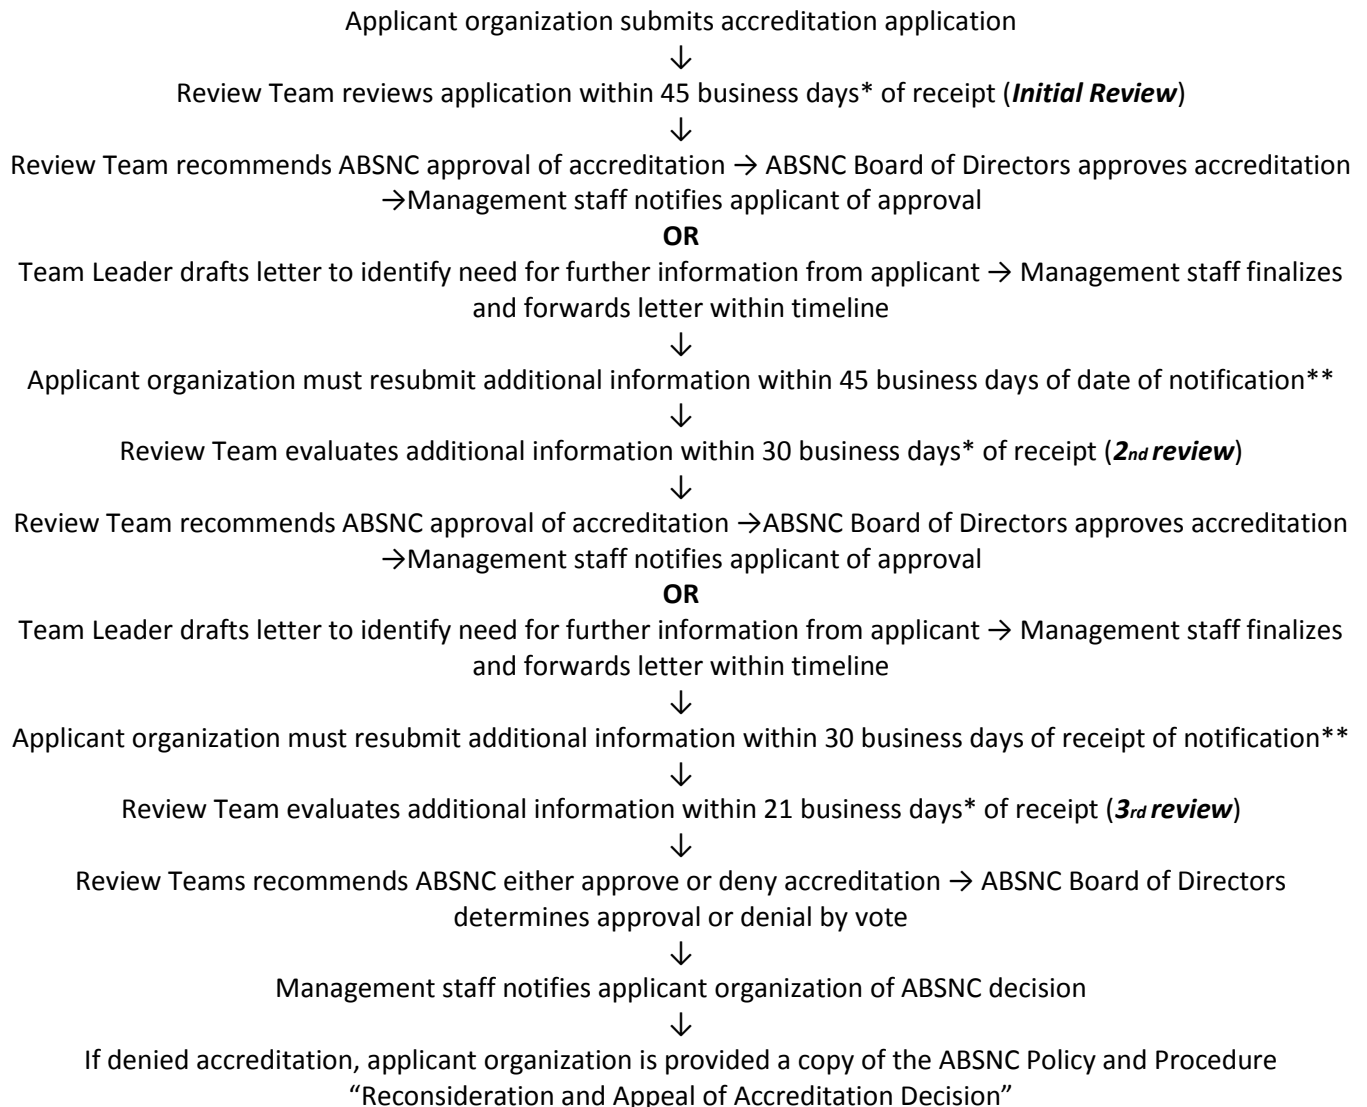 Applicant organization submits accreditation application
↓
Review Team reviews application within 45 business days* of receipt (Initial Review)
↓
Review Team recommends ABSNC approval of accreditation → ABSNC Board of Directors approves accreditation
→Management staff notifies applicant of approval
OR
Team Leader drafts letter to identify need for further information from applicant → Management staff finalizes
and forwards letter within timeline
↓
Applicant organization must resubmit additional information within 45 business days of date of notification**
↓
Review Team evaluates additional information within 30 business days* of receipt (2nd review)
↓
Review Team recommends ABSNC approval of accreditation →ABSNC Board of Directors approves accreditation
→Management staff notifies applicant of approval
OR
Team Leader drafts letter to identify need for further information from applicant → Management staff finalizes
and forwards letter within timeline
↓
Applicant organization must resubmit additional information within 30 business days of receipt of notification**
↓
Review Team evaluates additional information within 21 business days* of receipt (3rd review)
↓
Review Teams recommends ABSNC either approve or deny accreditation → ABSNC Board of Directors
determines approval or denial by vote
↓
Management staff notifies applicant organization of ABSNC decision
↓
If denied accreditation, applicant organization is provided a copy of the ABSNC Policy and Procedure
“Reconsideration and Appeal of Accreditation Decision”